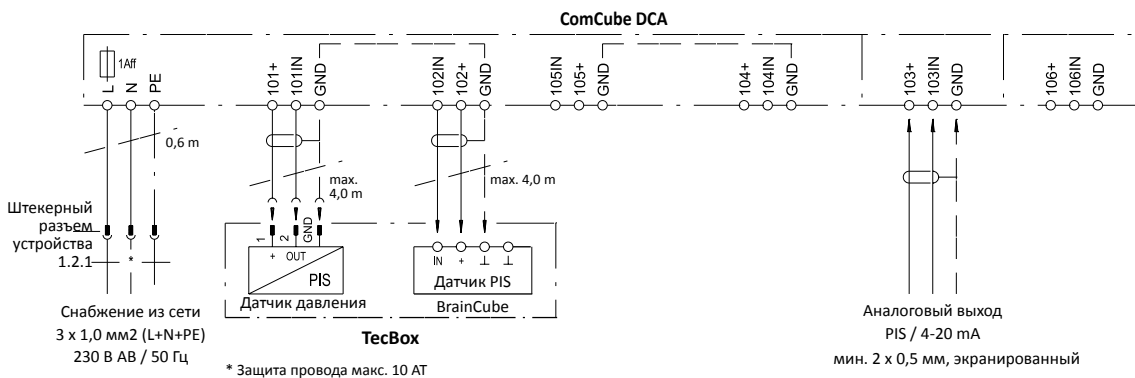 ComCube DCA
1Aff
L
N
PE
101+
101IN
GND
102IN
102+
GND
105IN
105+
GND
104+
104IN
GND
103+
103IN
GND
106+
106IN
GND
0,6 m
max.
4,0 m
max. 4,0 m
Штекерный
разъем
устройства
1.2.1
*
1
2
GND
+
OUT
PIS
Датчик давления
IN
+
⊥
⊥
Датчик PIS
BrainCube
TecBox
Снабжение из сети
3 x 1,0 мм2 (L+N+PE)
230 В АВ / 50 Гц
* Защита провода макс. 10 АТ
Аналоговый выход
PIS / 4-20 mA
мин. 2 x 0,5 мм, экранированный